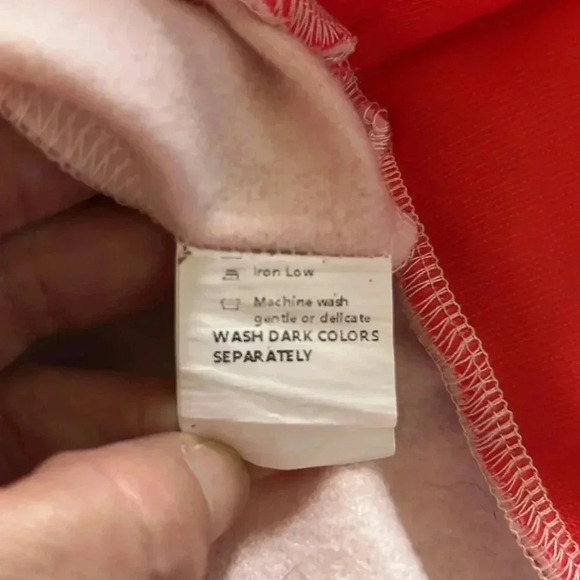 Iron Low
Machine wash
gentle or delicate
WASH DARK COLORS
SEPARATELY